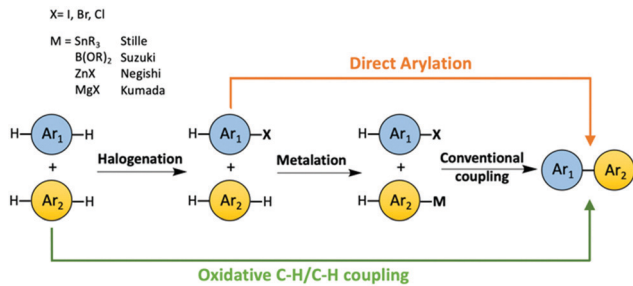 X= I, Br, Cl
M = SnR₃ Stille
B(OR)₂ Suzuki
ZnX Negishi
MgX Kumada
Direct Arylation
H Ar₁ H
H Ar₁ X
H Ar₁ X
+ Halogenation + Metalation + Conventional coupling
Ar₁ Ar₂
H Ar₂ H
H Ar₂ H
H Ar₂ M
Oxidative C-H/C-H coupling